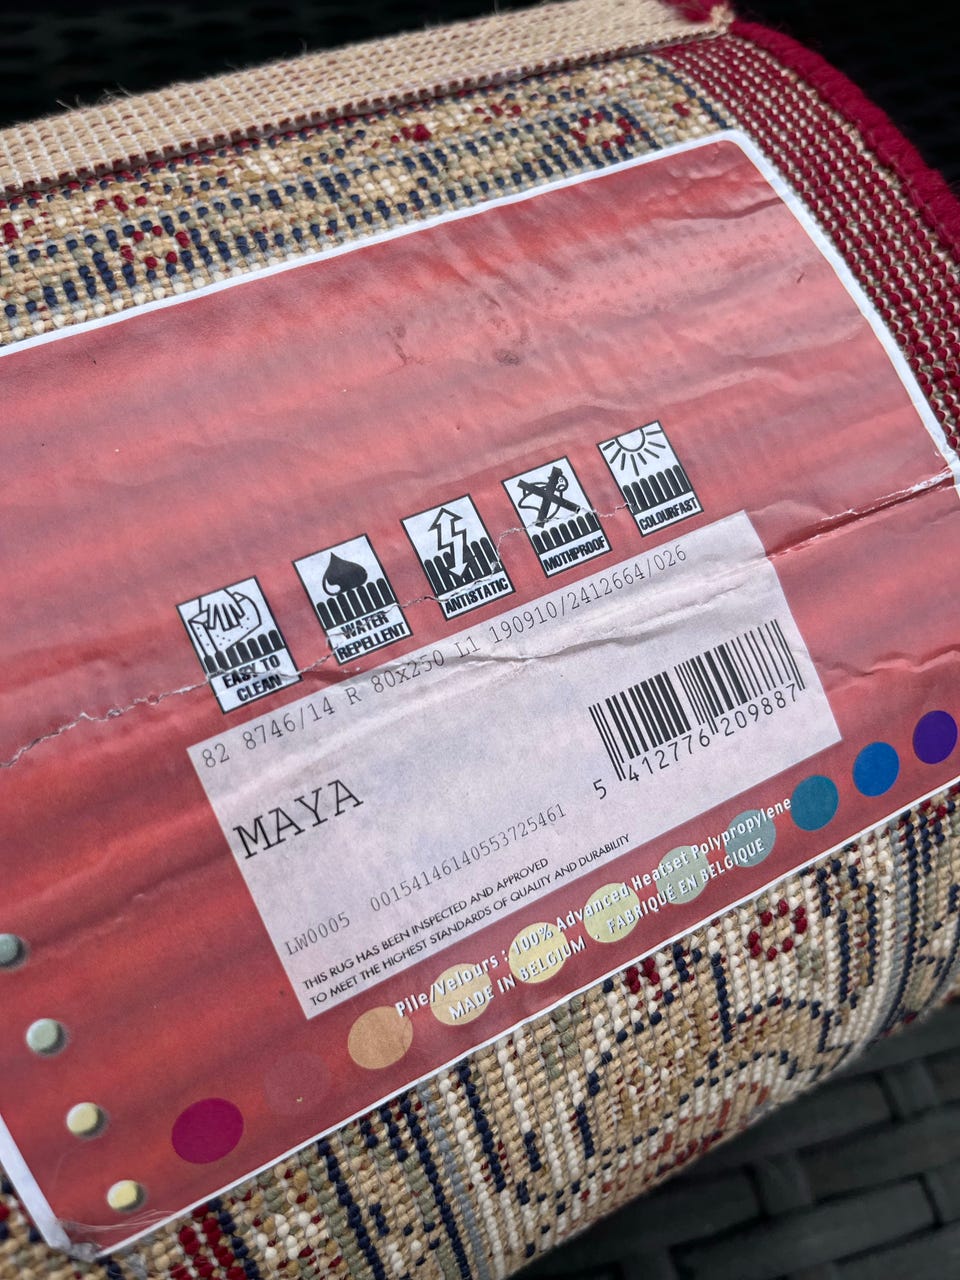 EASY TO
CLEAN
WATER
REPELLENT
ANTISTATIC
MOTHPROOF
COLOURFAST
82 8746/14 R 80x250 L1 190910/2412664/026
MAYA
5 412776 209887
LW0005 00154146140553725461
THIS RUG HAS BEEN INSPECTED AND APPROVED
TO MEET THE HIGHEST STANDARDS OF QUALITY AND DURABILITY
Pile/Velours : 100% Advanced Heatset Polypropylene
MADE IN BELGIUM - FABRIQUÉ EN BELGIQUE